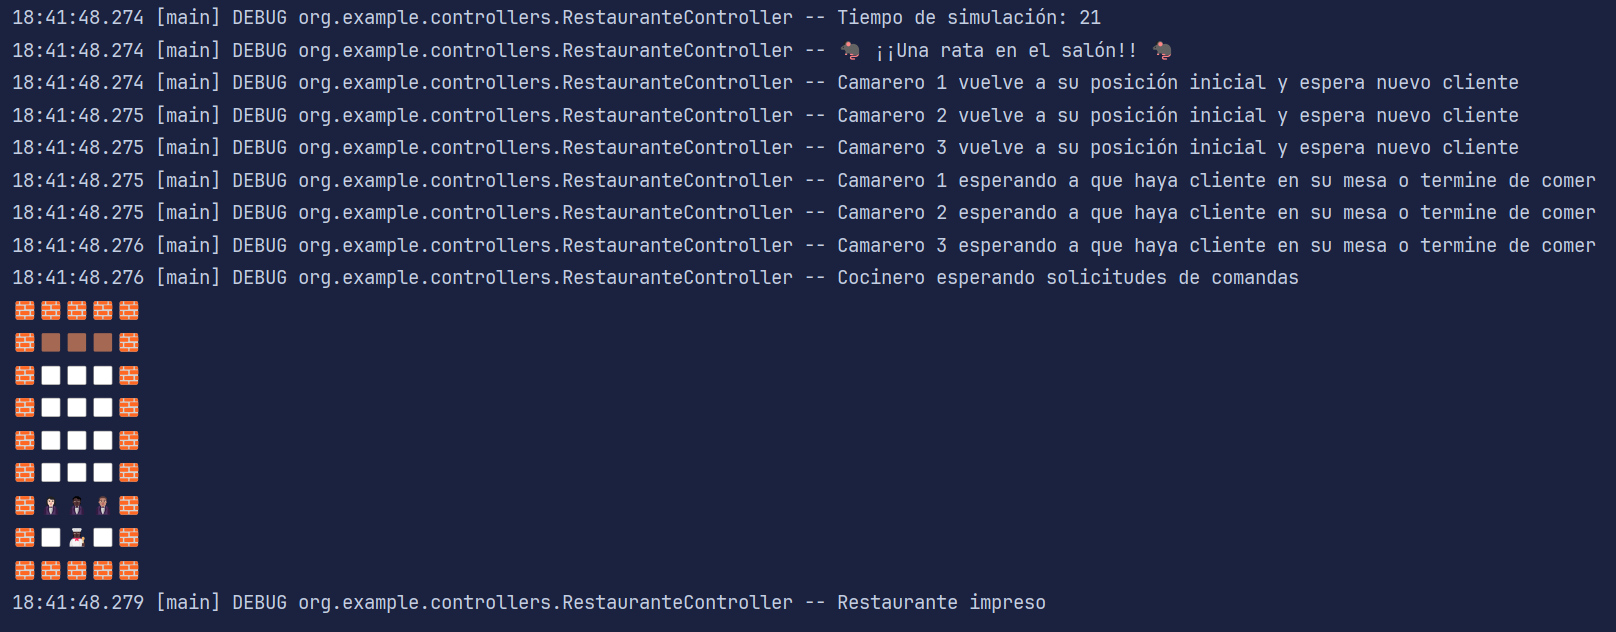 18:41:48.274 [main] DEBUG org.example.controllers.RestauranteController -- Tiempo de simulación: 21
18:41:48.274 [main] DEBUG org.example.controllers.RestauranteController -- 🐀 ¡¡Una rata en el salón!! 🐀
18:41:48.274 [main] DEBUG org.example.controllers.RestauranteController -- Camarero 1 vuelve a su posición inicial y espera nuevo cliente
18:41:48.275 [main] DEBUG org.example.controllers.RestauranteController -- Camarero 2 vuelve a su posición inicial y espera nuevo cliente
18:41:48.275 [main] DEBUG org.example.controllers.RestauranteController -- Camarero 3 vuelve a su posición inicial y espera nuevo cliente
18:41:48.275 [main] DEBUG org.example.controllers.RestauranteController -- Camarero 1 esperando a que haya cliente en su mesa o termine de comer
18:41:48.275 [main] DEBUG org.example.controllers.RestauranteController -- Camarero 2 esperando a que haya cliente en su mesa o termine de comer
18:41:48.276 [main] DEBUG org.example.controllers.RestauranteController -- Camarero 3 esperando a que haya cliente en su mesa o termine de comer
18:41:48.276 [main] DEBUG org.example.controllers.RestauranteController -- Cocinero esperando solicitudes de comandas
18:41:48.279 [main] DEBUG org.example.controllers.RestauranteController -- Restaurante impreso